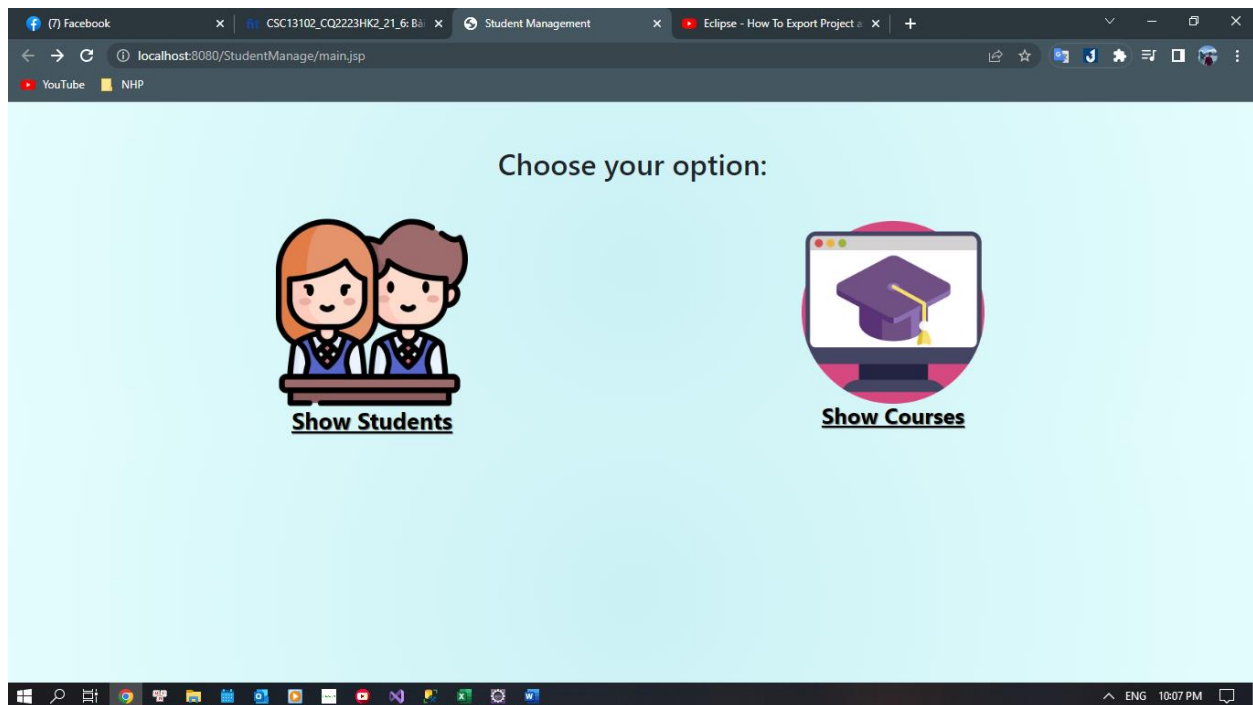 (7) Facebook
fit CSC13102_CQ2223HK2_21_6: Bài
Student Management
Eclipse - How To Export Project a
localhost:8080/StudentManage/main.jsp
YouTube NHP
Choose your option:
Show Students
Show Courses
ENG 10:07 PM